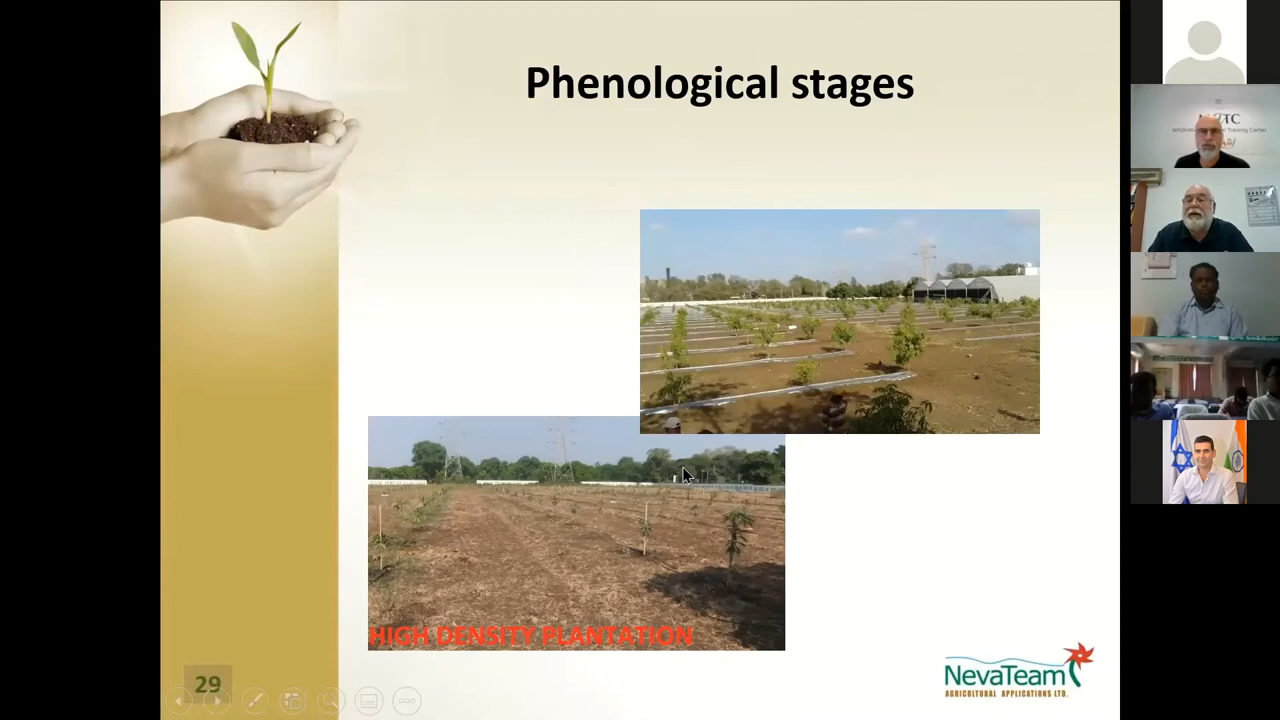 Phenological stages
HIGH DENSITY PLANTATION
29
NevaTeam
AGRICULTURAL APPLICATIONS LTD.